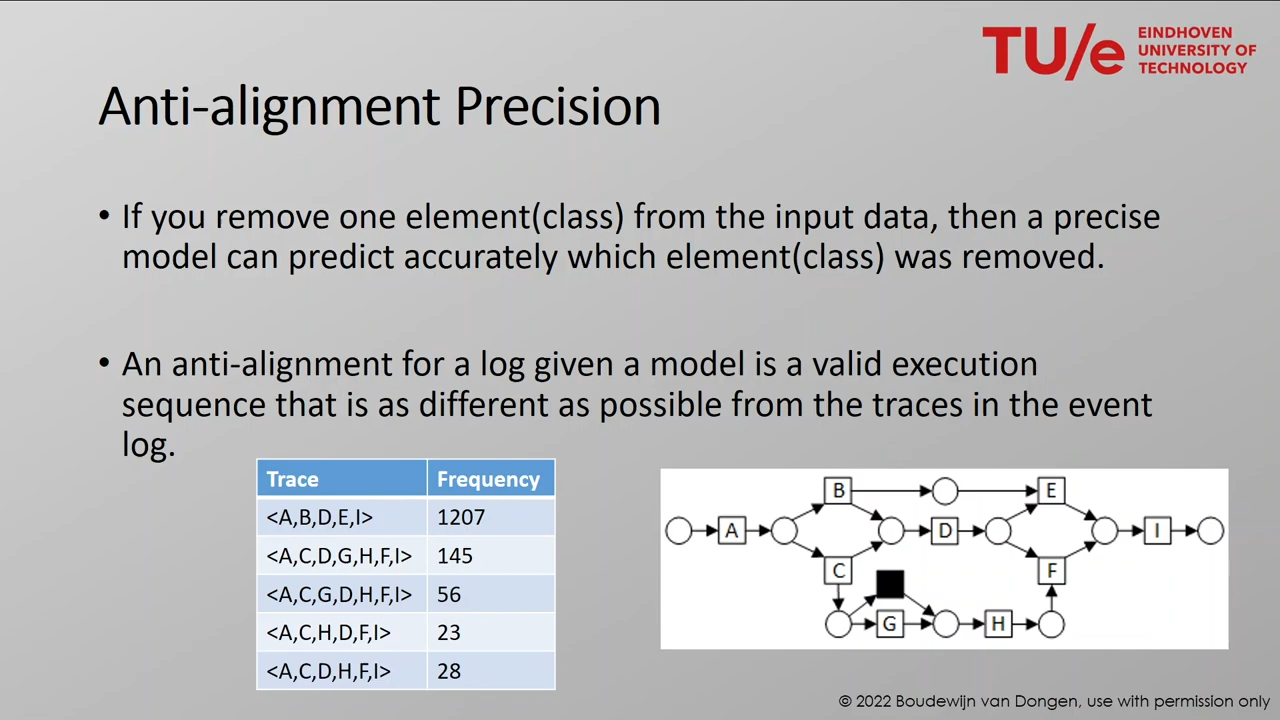 TU/e EINDHOVEN
UNIVERSITY OF
TECHNOLOGY
Anti-alignment Precision
• If you remove one element(class) from the input data, then a precise
model can predict accurately which element(class) was removed.
• An anti-alignment for a log given a model is a valid execution
sequence that is as different as possible from the traces in the event
log.
Trace Frequency
<A,B,D,E,I> 1207
<A,C,D,G,H,F,I> 145
<A,C,G,D,H,F,I> 56
<A,C,H,D,F,I> 23
<A,C,D,H,F,I> 28
B E
A D I
C F
G H
© 2022 Boudewijn van Dongen, use with permission only